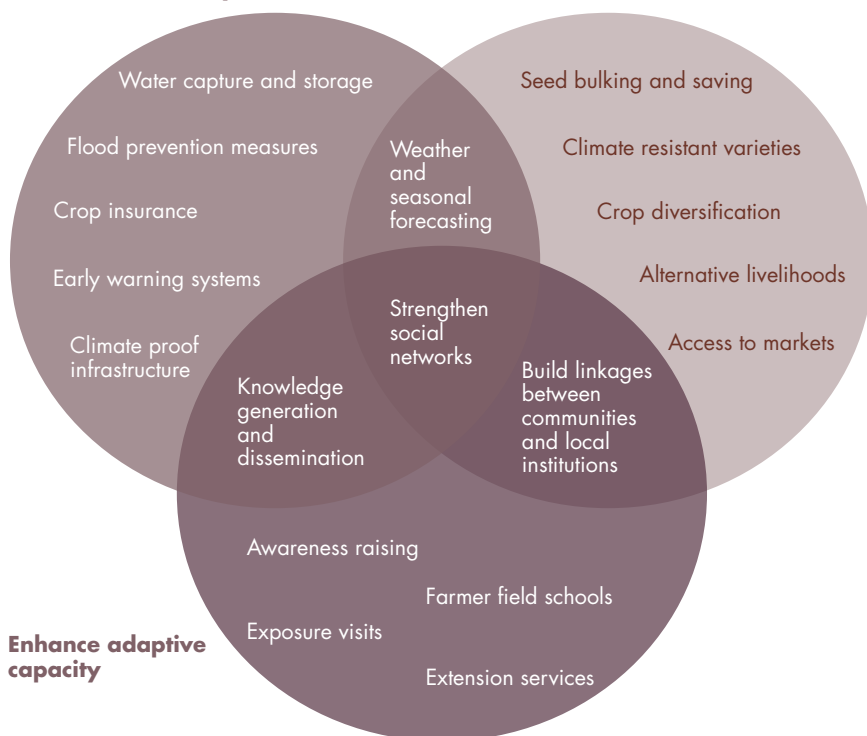 Water capture and storage
Flood prevention measures
Crop insurance
Early warning systems
Climate proof
infrastructure
Weather
and
seasonal
forecasting
Seed bulking and saving
Climate resistant varieties
Crop diversification
Alternative livelihoods
Access to markets
Strengthen
social
networks
Knowledge
generation
and
dissemination
Build linkages
between
communities
and local
institutions
Awareness raising
Farmer field schools
Exposure visits
Extension services
Enhance adaptive
capacity